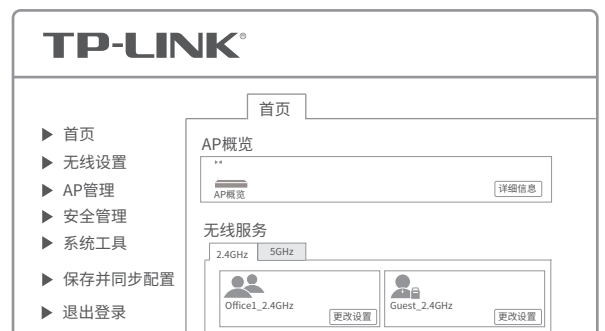 TP-LINK®
首页
首页
无线设置
AP管理
安全管理
系统工具
保存并同步配置
退出登录
AP概览
AP概览
详细信息
无线服务
2.4GHz
5GHz
Office1_2.4GHz
更改设置
Guest_2.4GHz
更改设置